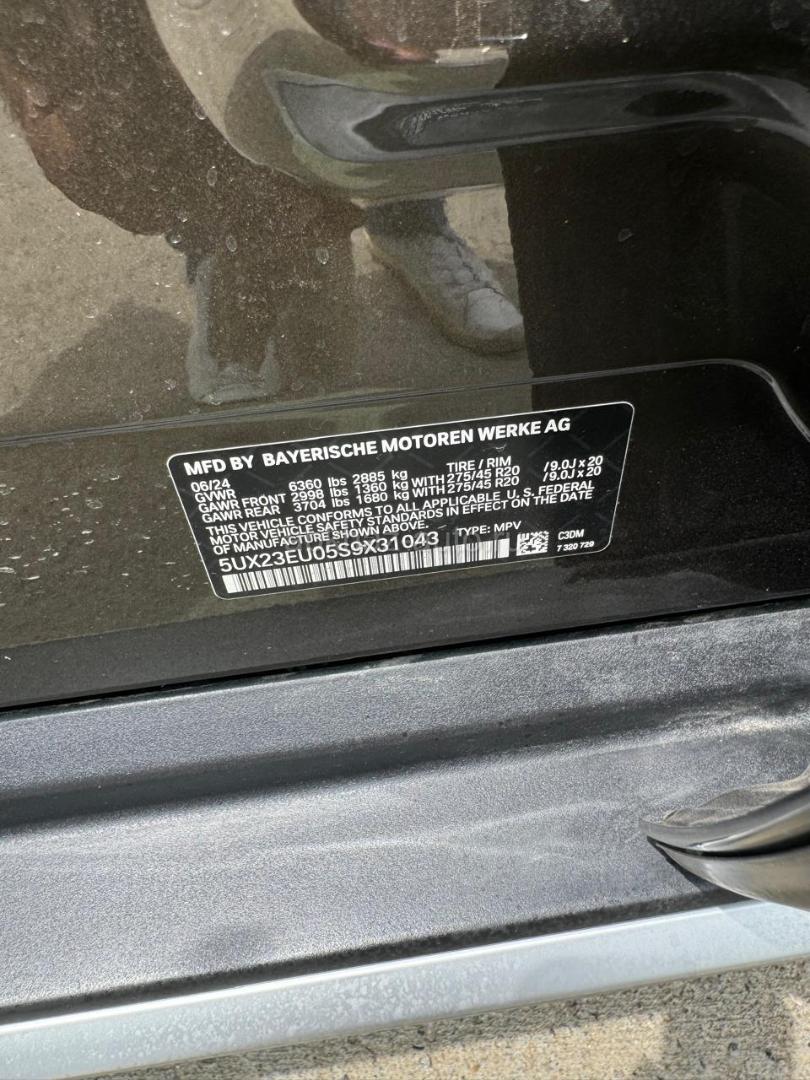 MFD BY BAYERISCHE MOTOREN WERKE AG
06/24 TIRE / RIM
GVWR 6360 lbs 2885 kg
GAWR FRONT 2998 lbs 1360 kg WITH 275/45 R20 /9.0J x 20
GAWR REAR 3704 lbs 1680 kg WITH 275/45 R20 /9.0J x 20
THIS VEHICLE CONFORMS TO ALL APPLICABLE U. S. FEDERAL
MOTOR VEHICLE SAFETY STANDARDS IN EFFECT ON THE DATE
OF MANUFACTURE SHOWN ABOVE.
5UX23EU05S9X31043 TYPE: MPV
C3DM
7 320 729